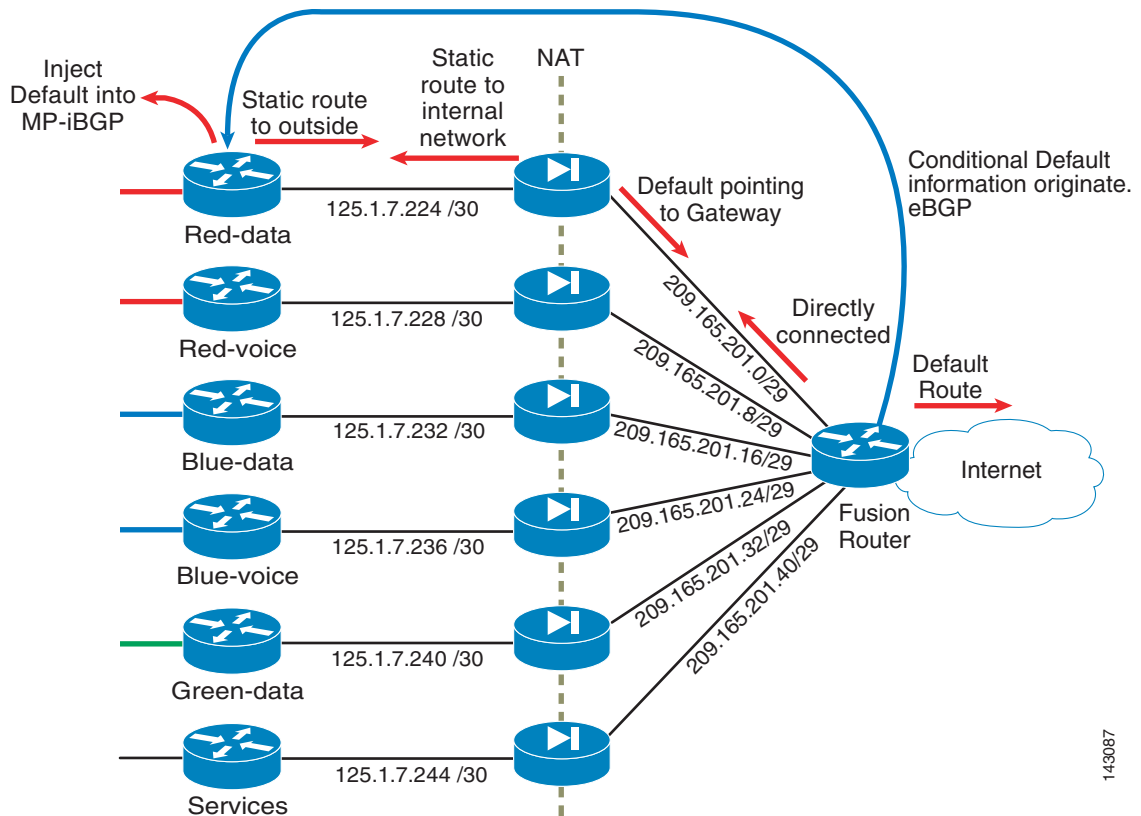 Inject
Default into
MP-iBGP
Static route
to outside
Static
route to
internal
network
NAT
Conditional Default
information originate.
eBGP
Default pointing
to Gateway
125.1.7.224 /30
Red-data
209.165.201.0/29
Directly
connected
125.1.7.228 /30
Red-voice
209.165.201.8/29
Default
Route
125.1.7.232 /30
Blue-data
209.165.201.16/29
Internet
125.1.7.236 /30
Blue-voice
209.165.201.24/29
Fusion
Router
125.1.7.240 /30
Green-data
209.165.201.32/29
125.1.7.244 /30
Services
209.165.201.40/29
143087